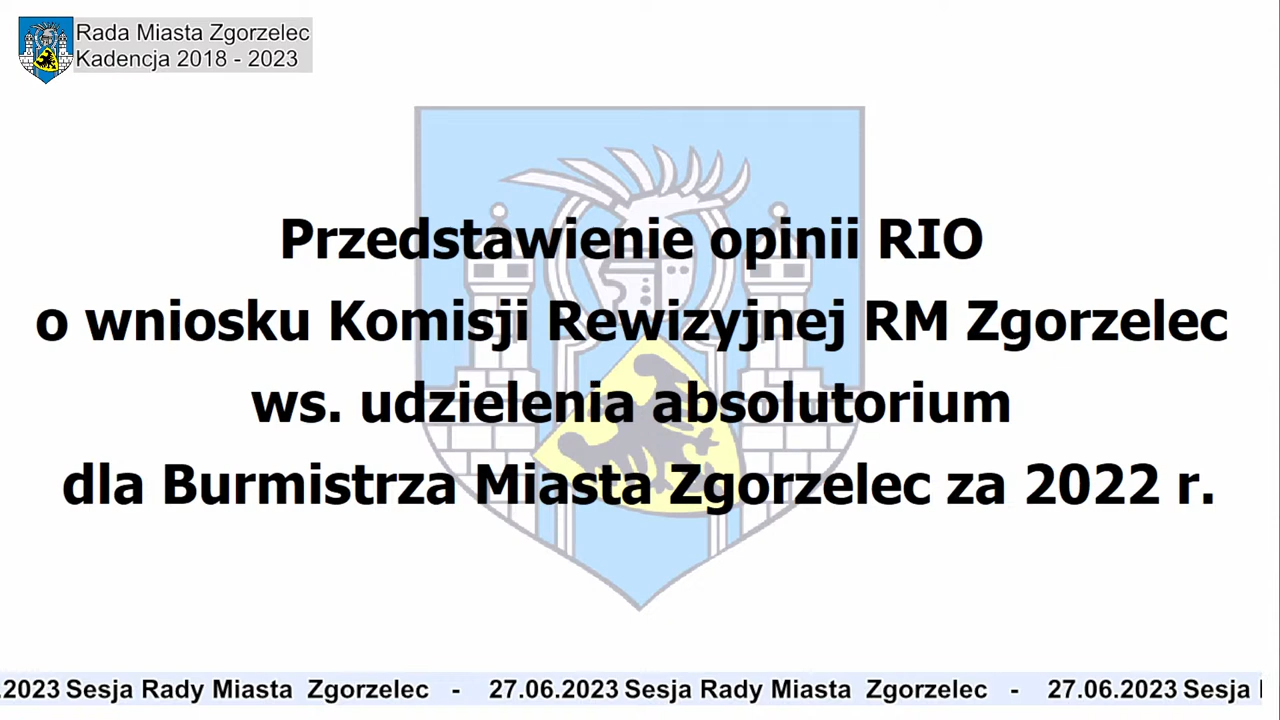 Rada Miasta Zgorzelec
Kadencja 2018 - 2023
Przedstawienie opinii RIO
o wniosku Komisji Rewizyjnej RM Zgorzelec
ws. udzielenia absolutorium
dla Burmistrza Miasta Zgorzelec za 2022 r.
.2023 Sesja Rady Miasta Zgorzelec - 27.06.2023 Sesja Rady Miasta Zgorzelec - 27.06.2023 Sesja